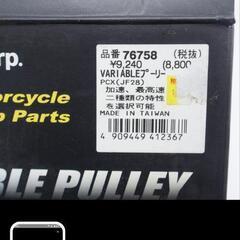 rp.
品番 76758 (税抜)
¥9,240 (8,800
VARIABLEプーリー
PCX(JF28)
加速、最高速
二種類の特性
を選択可能
MADE IN TAIWAN
orcycle
p Parts
4 909449 412367
BLE PULLEY